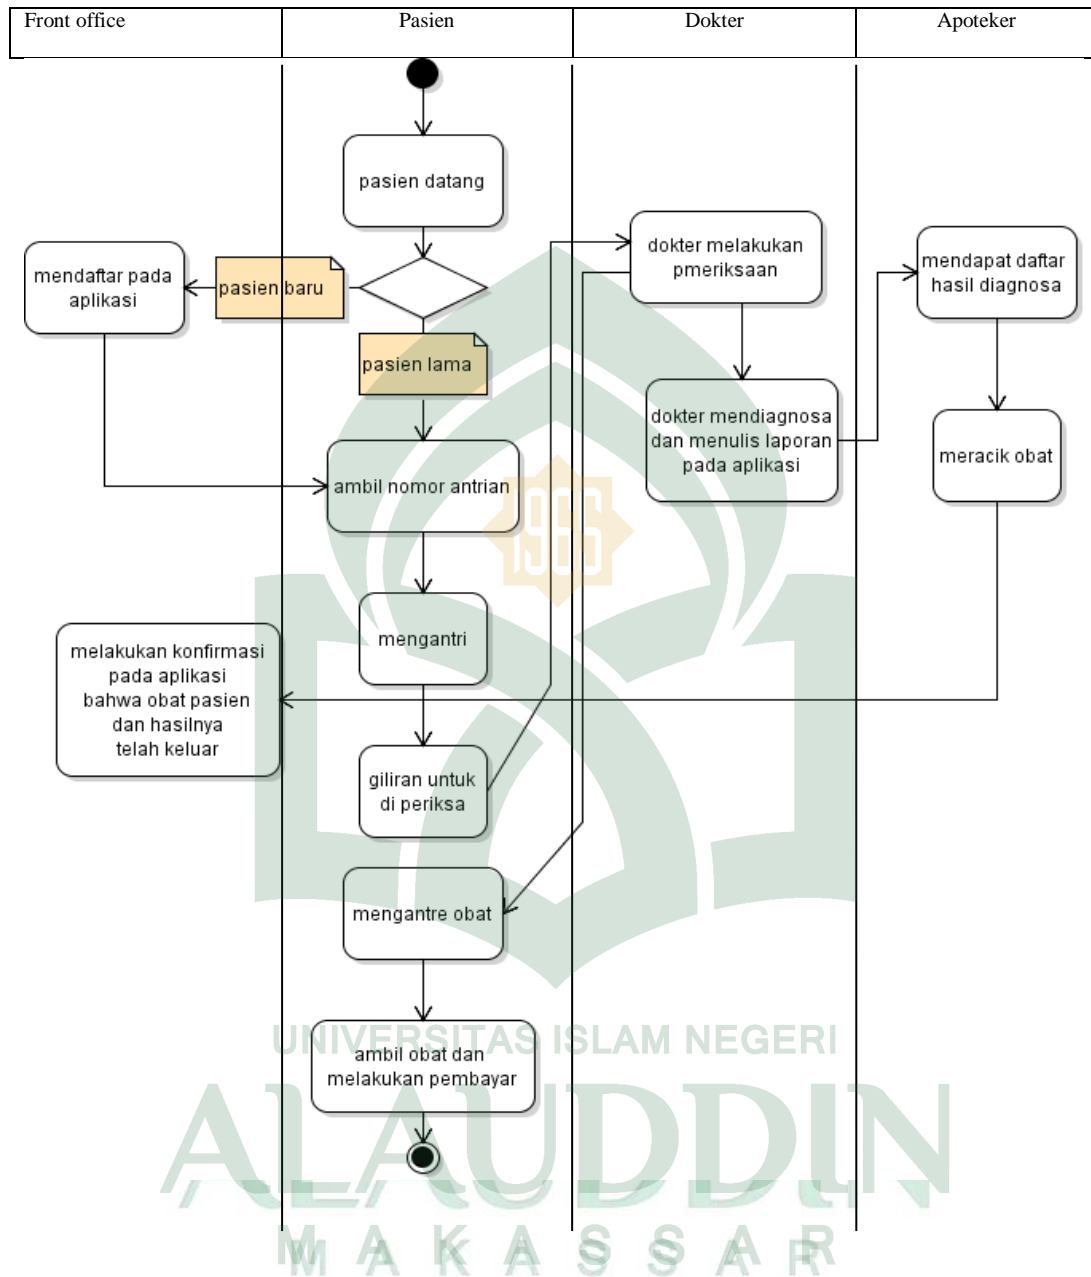 Front office
Pasien
Dokter
Apoteker
pasien datang
mendaftar pada
aplikasi
pasien baru
pasien lama
dokter melakukan
pmeriksaan
mendapat daftar
hasil diagnosa
dokter mendiagnosa
dan menulis laporan
pada aplikasi
meracik obat
ambil nomor antrian
1965
mengantri
melakukan konfirmasi
pada aplikasi
bahwa obat pasien
dan hasilnya
telah keluar
giliran untuk
di periksa
mengantre obat
ambil obat dan
melakukan pembayar
UNIVERSITAS ISLAM NEGERI
ALAUDDIN
MAKASSAR